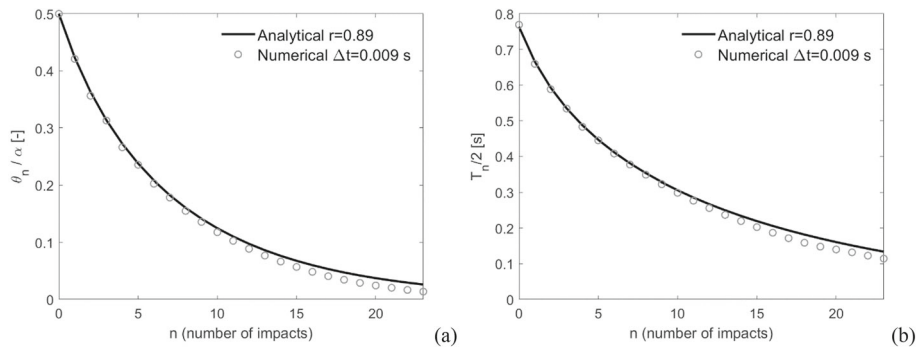 0.5
0.4
0.3
0.2
0.1
0
θn / α [-]
Analytical r=0.89
Numerical Δt=0.009 s
0 5 10 15 20
n (number of impacts)
(a)
0.8
0.7
0.6
0.5
0.4
0.3
0.2
0.1
0
Tn/2 [s]
Analytical r=0.89
Numerical Δt=0.009 s
0 5 10 15 20
n (number of impacts)
(b)